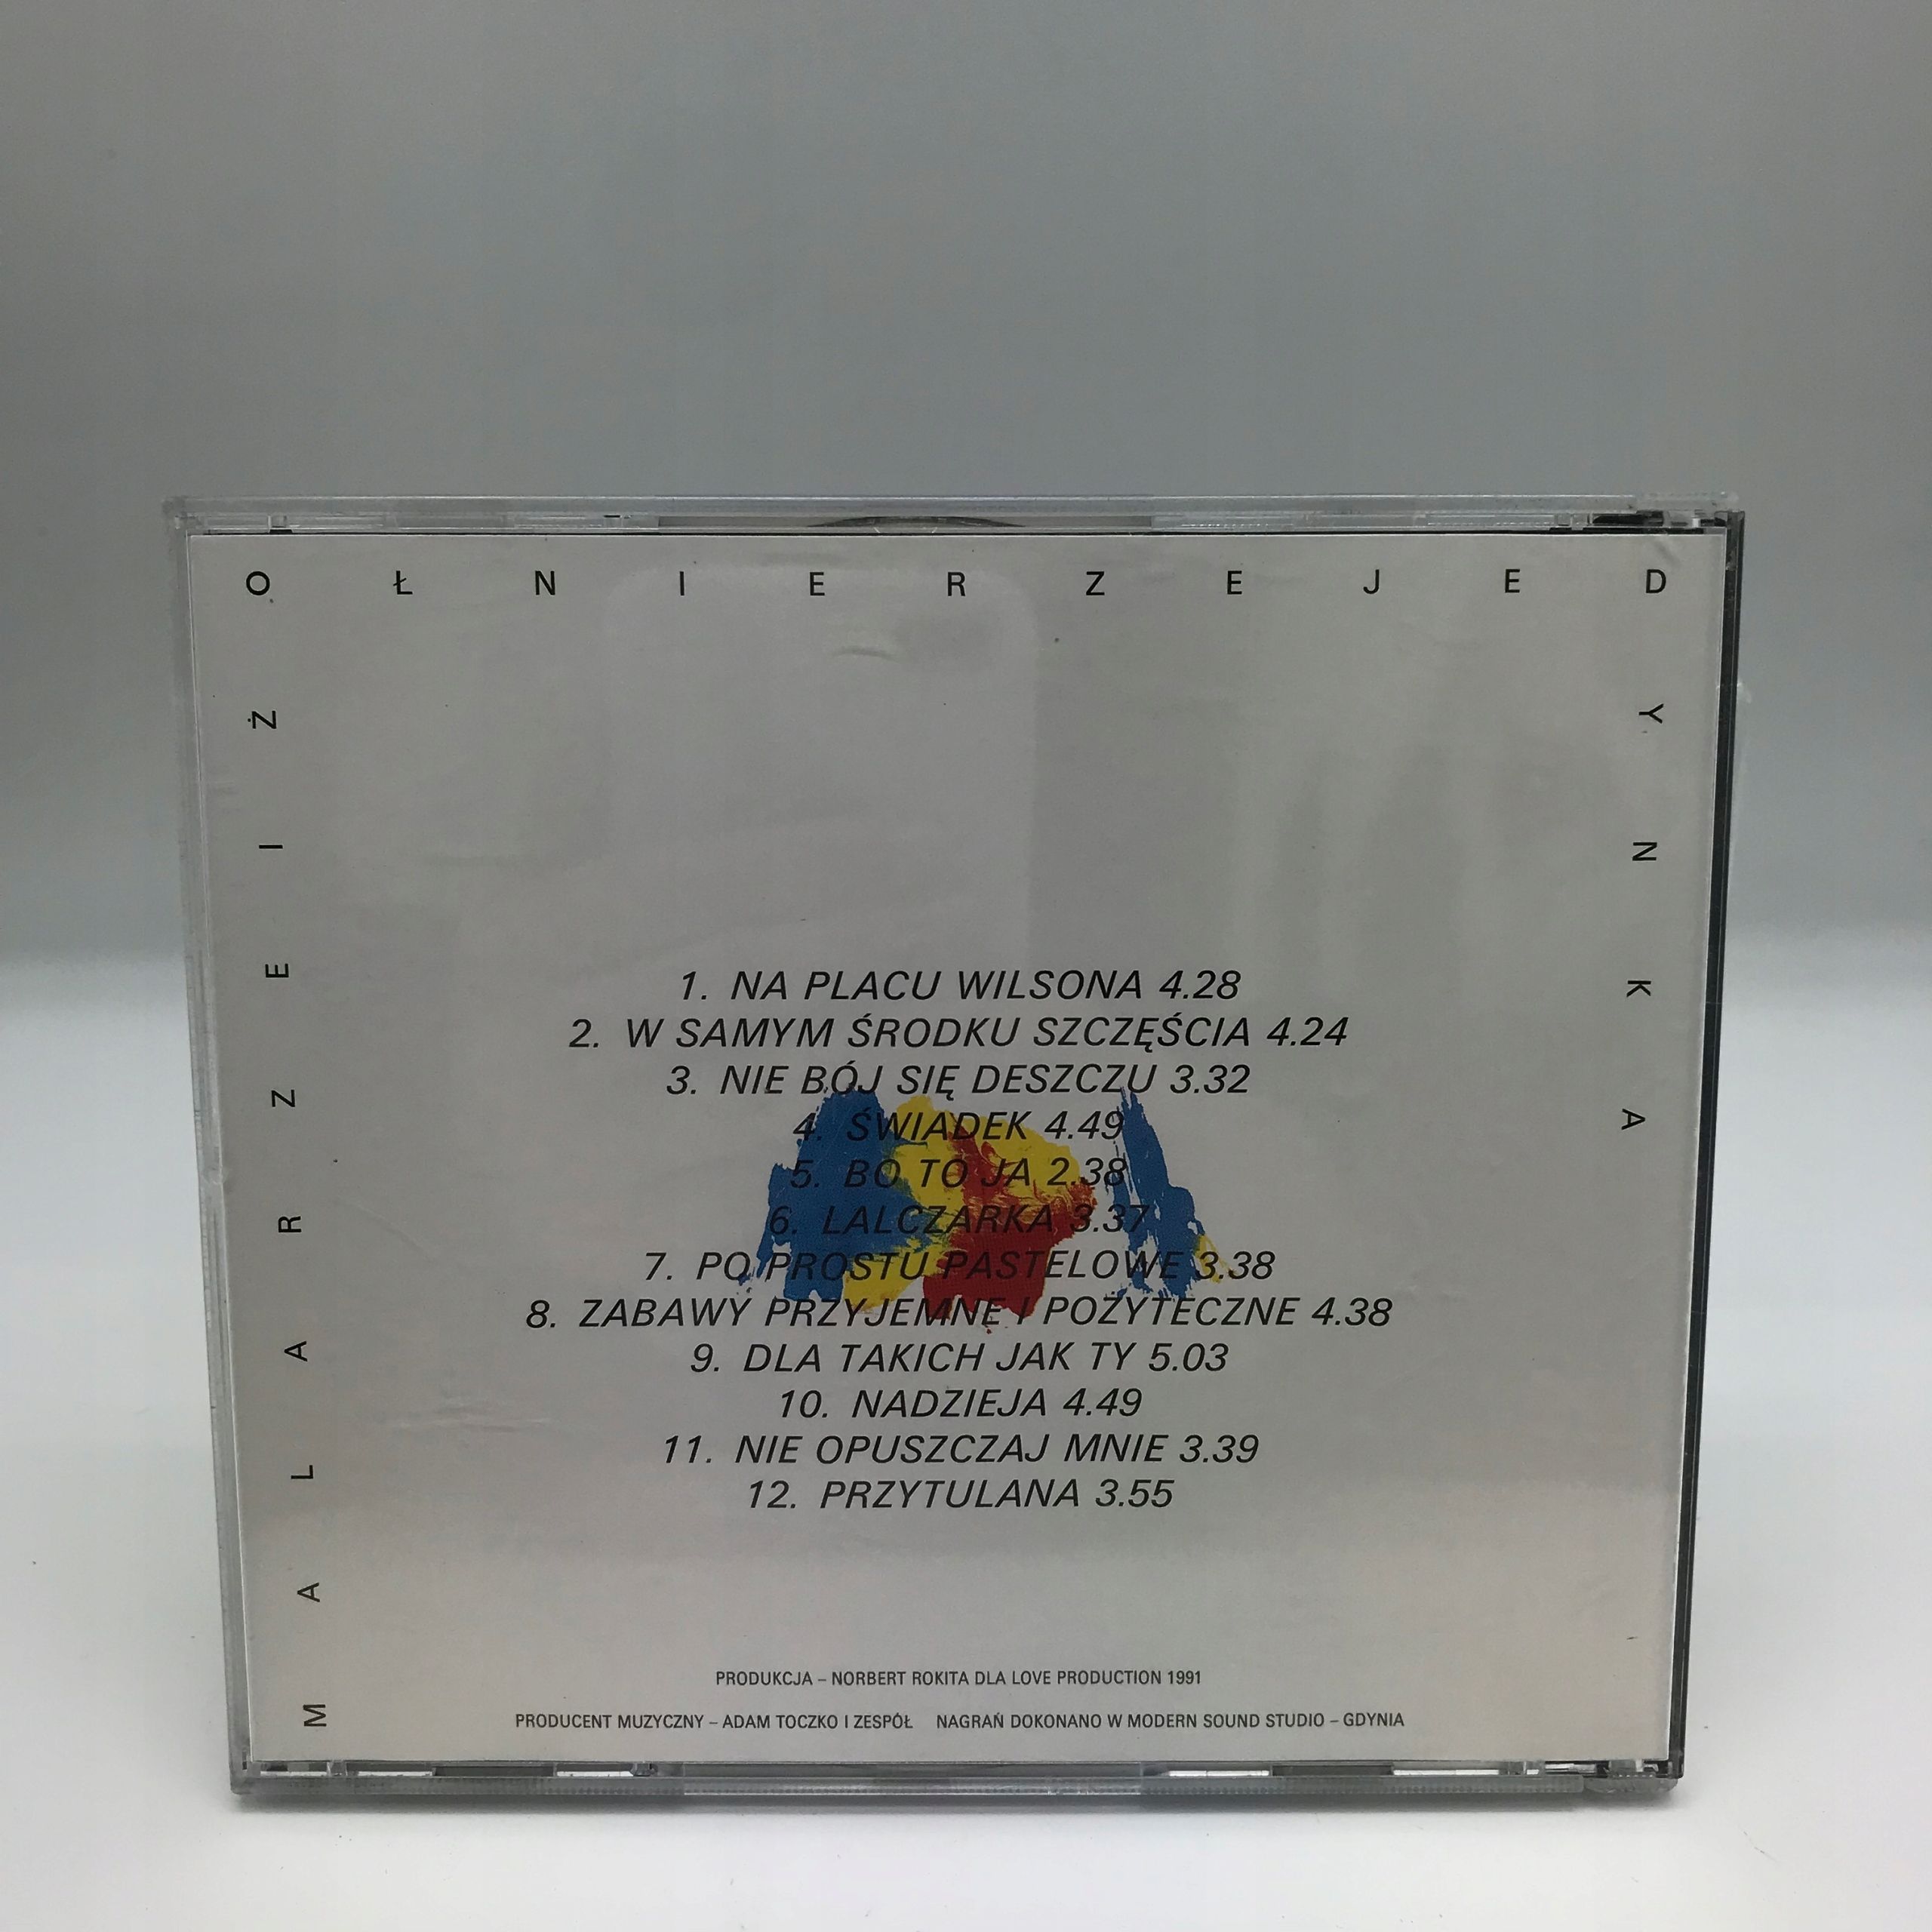 MALARZE I ŻOŁNIERZE JEDYNKA
1. NA PLACU WILSONA 4.28
2. W SAMYM ŚRODKU SZCZĘŚCIA 4.24
3. NIE BÓJ SIĘ DESZCZU 3.32
4. ŚWIADEK 4.49
5. BO TO JA 2.38
6. LALCZARKA 3.37
7. PO PROSTU PASTELOWE 3.38
8. ZABAWY PRZYJEMNE I POŻYTECZNE 4.38
9. DLA TAKICH JAK TY 5.03
10. NADZIEJA 4.49
11. NIE OPUSZCZAJ MNIE 3.39
12. PRZYTULANA 3.55
PRODUKCJA – NORBERT ROKITA DLA LOVE PRODUCTION 1991
PRODUCENT MUZYCZNY – ADAM TOCZKO I ZESPÓŁ NAGRAŃ DOKONANO W MODERN SOUND STUDIO – GDYNIA